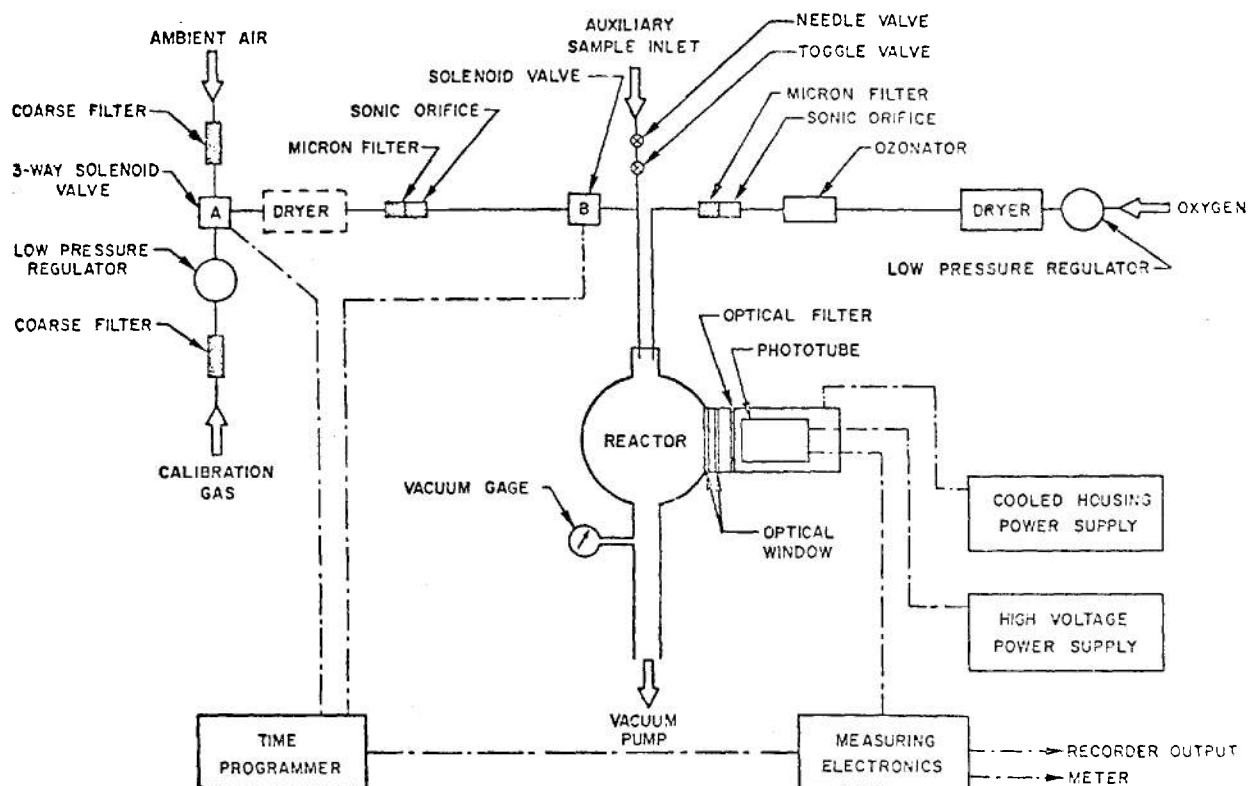 AMBIENT AIR
COARSE FILTER
3-WAY SOLENOID
VALVE
A
LOW PRESSURE
REGULATOR
COARSE FILTER
CALIBRATION
GAS
DRYER
MICRON FILTER
SONIC ORIFICE
SOLENOID VALVE
B
AUXILIARY
SAMPLE INLET
NEEDLE VALVE
TOGGLE VALVE
MICRON FILTER
SONIC ORIFICE
OZONATOR
DRYER
OXYGEN
LOW PRESSURE REGULATOR
OPTICAL FILTER
PHOTOTUBE
REACTOR
VACUUM GAGE
OPTICAL
WINDOW
COOLED HOUSING
POWER SUPPLY
HIGH VOLTAGE
POWER SUPPLY
VACUUM
PUMP
TIME
PROGRAMMER
MEASURING
ELECTRONICS
RECORDER OUTPUT
METER